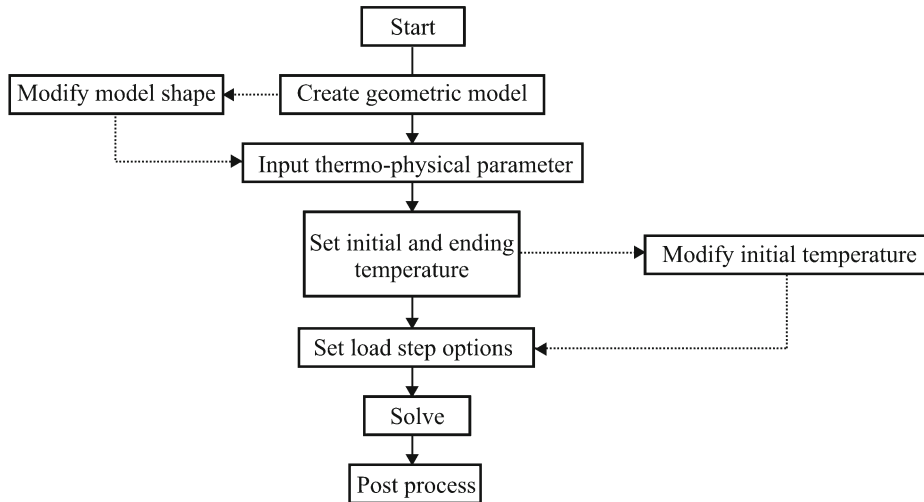 Start
Modify model shape
Create geometric model
Input thermo-physical parameter
Set initial and ending
temperature
Modify initial temperature
Set load step options
Solve
Post process